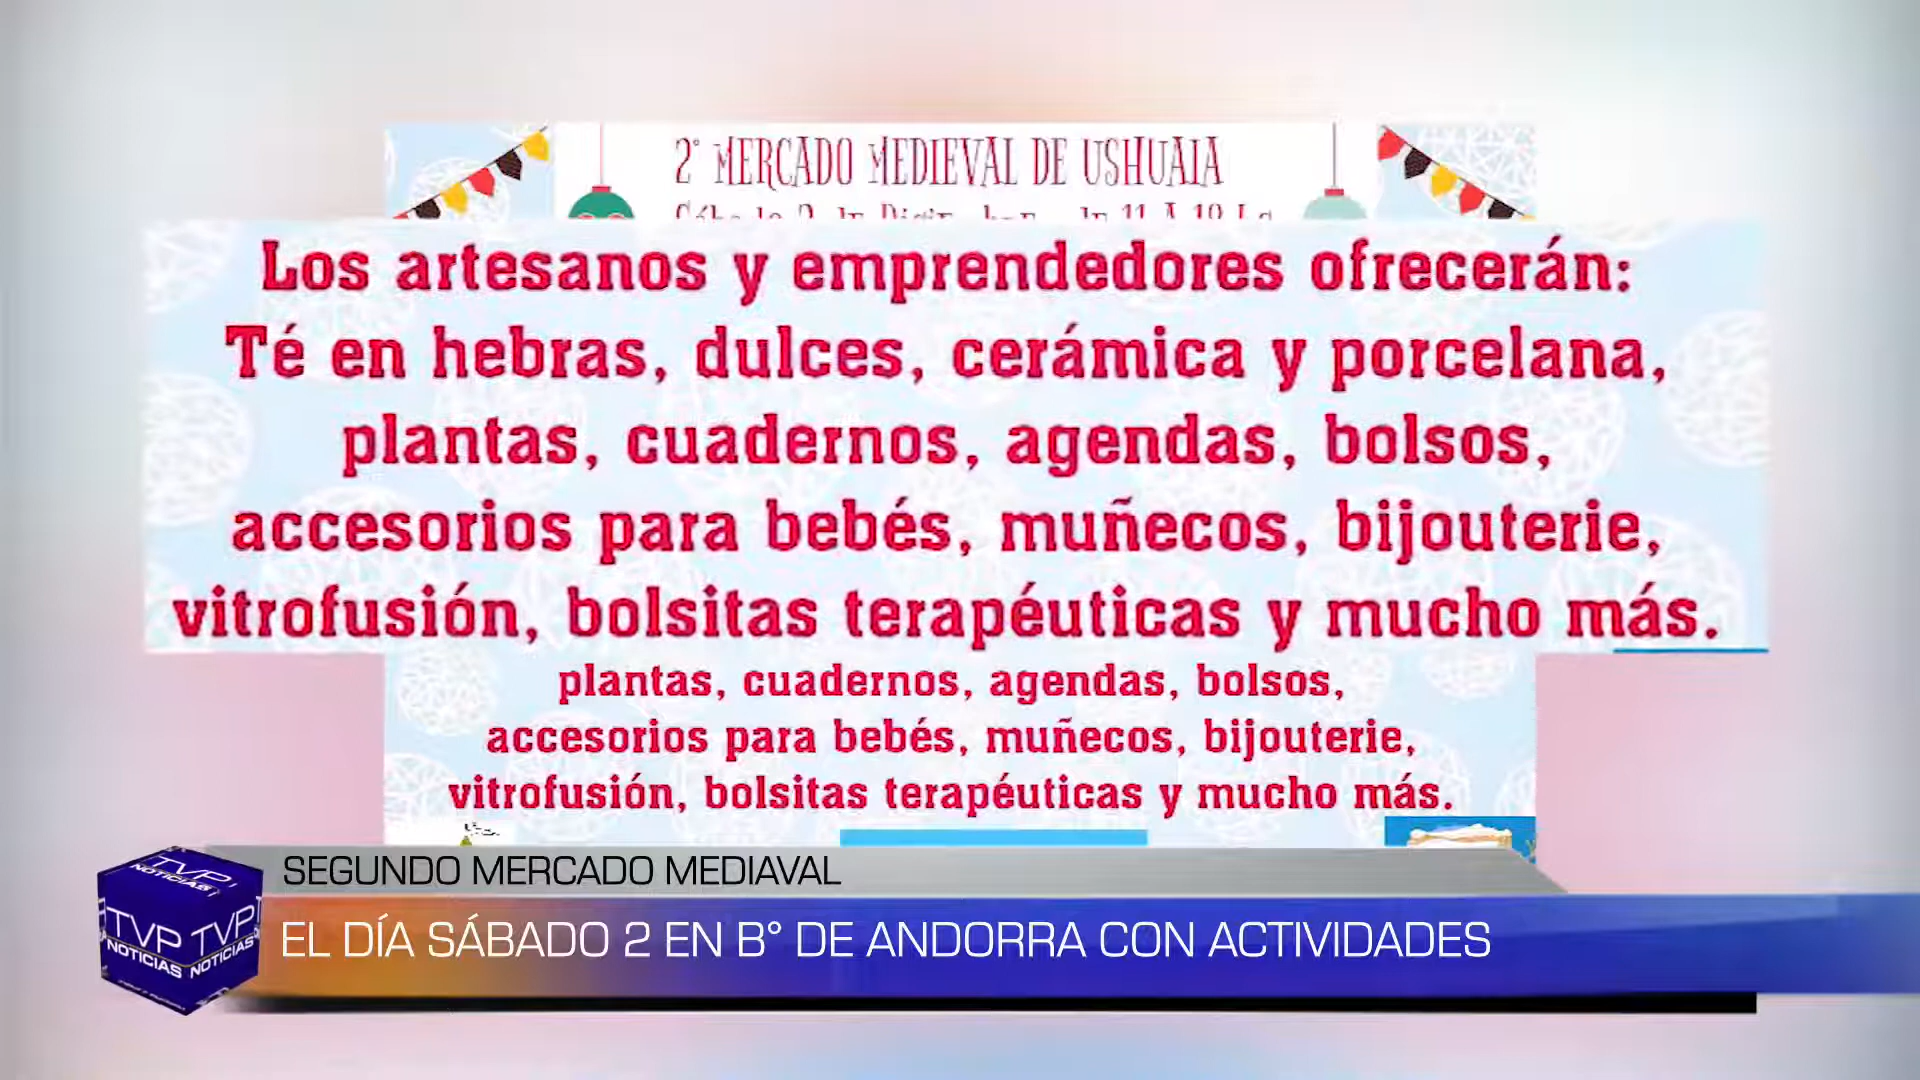 2° MERCADO MEDIEVAL DE USHUAIA
Los artesanos y emprendedores ofrecerán:
Té en hebras, dulces, cerámica y porcelana,
plantas, cuadernos, agendas, bolsos,
accesorios para bebés, muñecos, bijouterie,
vitrofusión, bolsitas terapéuticas y mucho más.
plantas, cuadernos, agendas, bolsos,
accesorios para bebés, muñecos, bijouterie,
vitrofusión, bolsitas terapéuticas y mucho más.
SEGUNDO MERCADO MEDIAVAL
EL DÍA SÁBADO 2 EN B° DE ANDORRA CON ACTIVIDADES
TVP
NOTICIAS
TVP
NOTICIAS
TVP
NOTICIAS